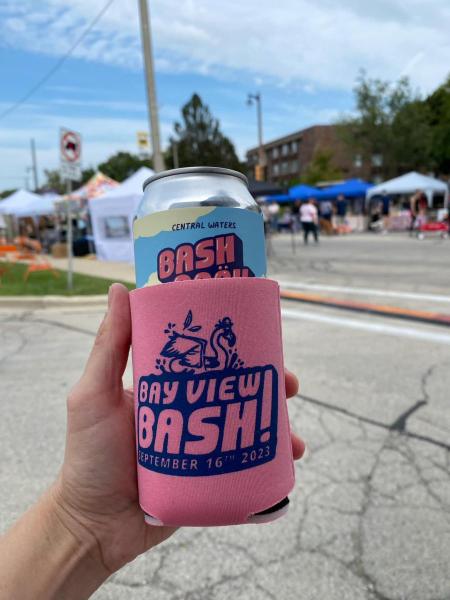 CENTRAL WATERS
BASH
BAY VIEW
BASH!
SEPTEMBER 16TH 2023